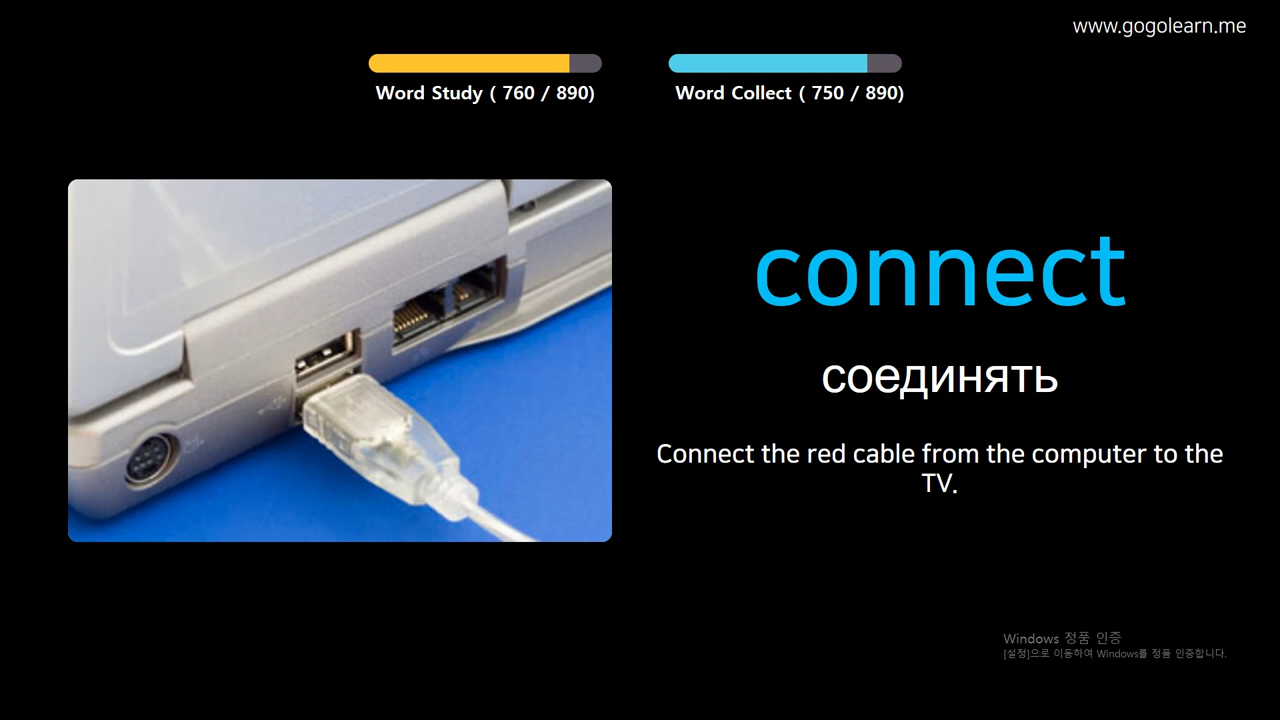 www.gogolearn.me
Word Study ( 760 / 890)
Word Collect ( 750 / 890)
connect
соединять
Connect the red cable from the computer to the
TV.
Windows 정품 인증
[설정]으로 이동하여 Windows를 정품 인증합니다.